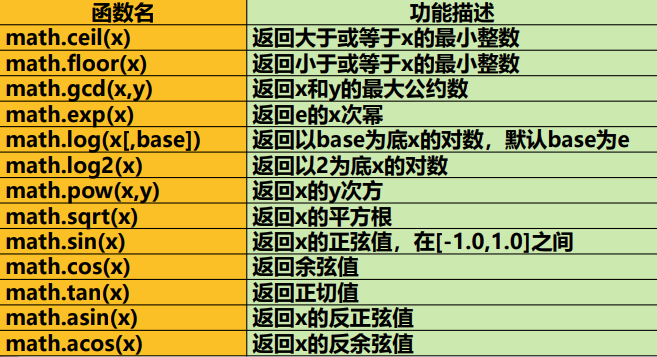 函数名 功能描述
math.ceil(x) 返回大于或等于x的最小整数
math.floor(x) 返回小于或等于x的最小整数
math.gcd(x,y) 返回x和y的最大公约数
math.exp(x) 返回e的x次幂
math.log(x[,base]) 返回以base为底x的对数，默认base为e
math.log2(x) 返回以2为底x的对数
math.pow(x,y) 返回x的y次方
math.sqrt(x) 返回x的平方根
math.sin(x) 返回x的正弦值，在[-1.0,1.0]之间
math.cos(x) 返回余弦值
math.tan(x) 返回正切值
math.asin(x) 返回x的反正弦值
math.acos(x) 返回x的反余弦值